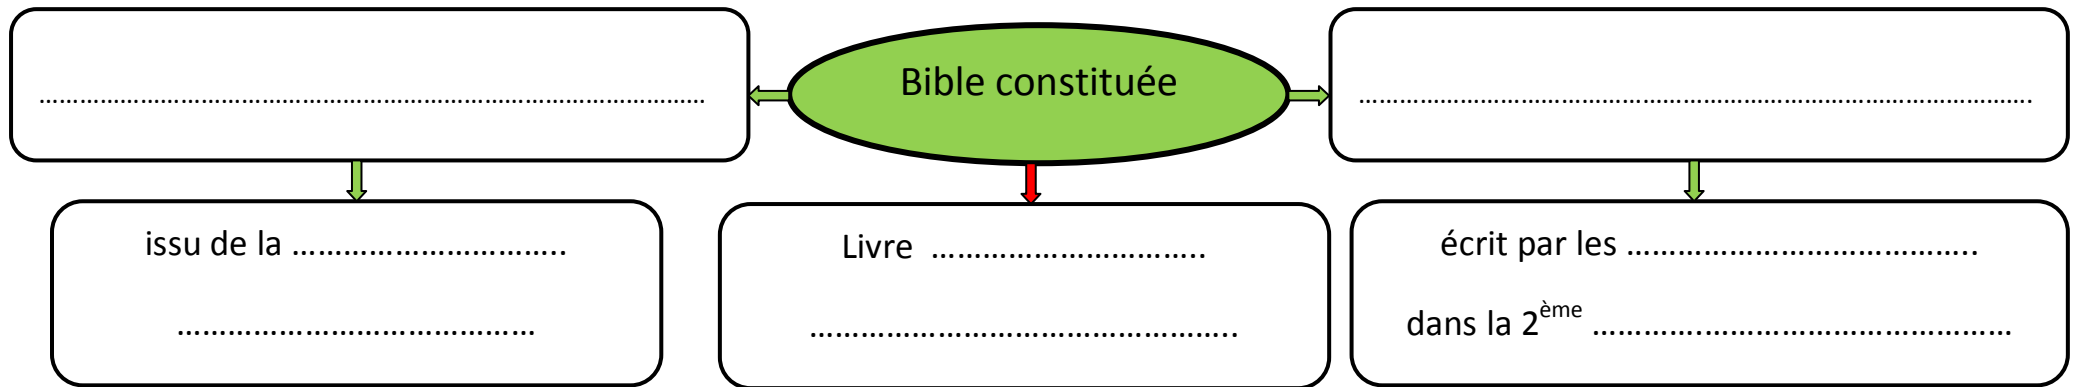 Bible constituée
……………………………………………………………………………………
……………………………………………………………………………………
issu de la …………………………..
……………………………………
Livre …………………………..
…………………………………………..
écrit par les …………………………………..
dans la 2ème …………………………………………